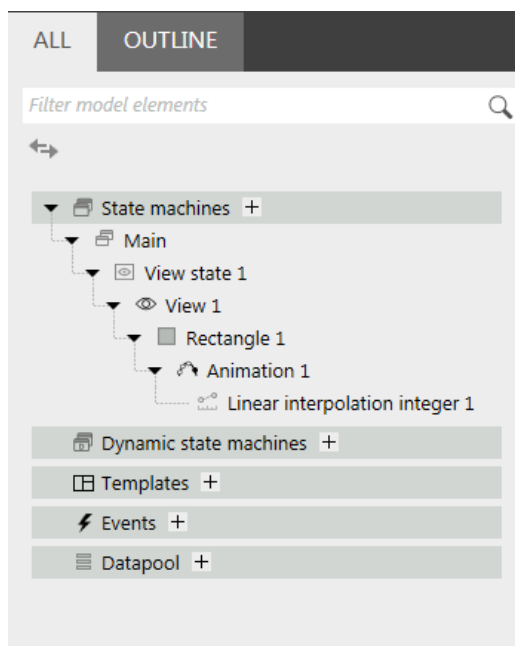 ALL OUTLINE
Filter model elements
State machines +
Main
View state 1
View 1
Rectangle 1
Animation 1
Linear interpolation integer 1
Dynamic state machines +
Templates +
Events +
Datapool +